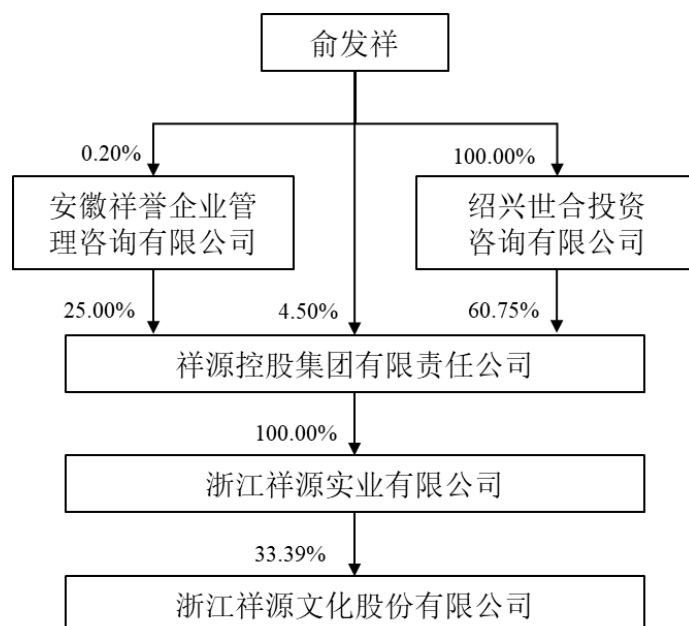 俞发祥
0.20%
100.00%
安徽祥誉企业管
理咨询有限公司
绍兴世合投资
咨询有限公司
25.00%
4.50%
60.75%
祥源控股集团有限责任公司
100.00%
浙江祥源实业有限公司
33.39%
浙江祥源文化股份有限公司